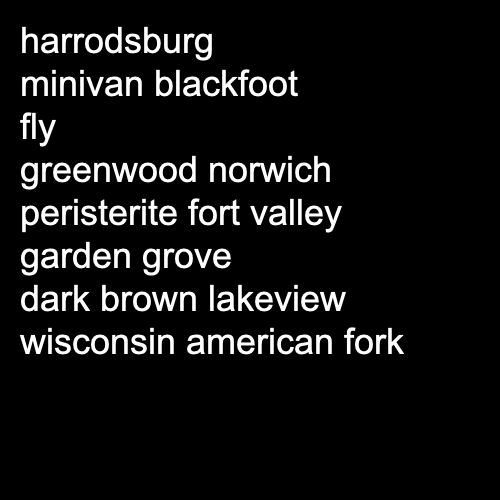 harrodsburg
minivan blackfoot
fly
greenwood norwich
peristerite fort valley
garden grove
dark brown lakeview
wisconsin american fork